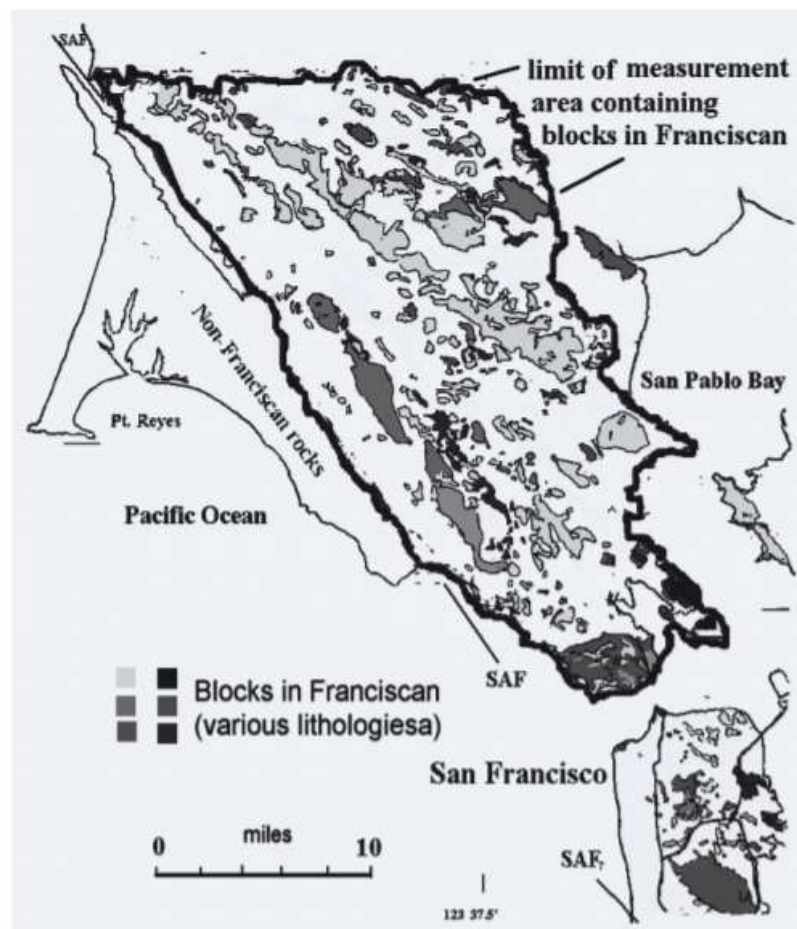 SAF
limit of measurement
area containing
blocks in Franciscan
Non-Franciscan rocks
San Pablo Bay
Pt. Reyes
Pacific Ocean
SAF
Blocks in Franciscan
(various lithologiesa)
San Francisco
miles
0 10
SAF
123 37.5'